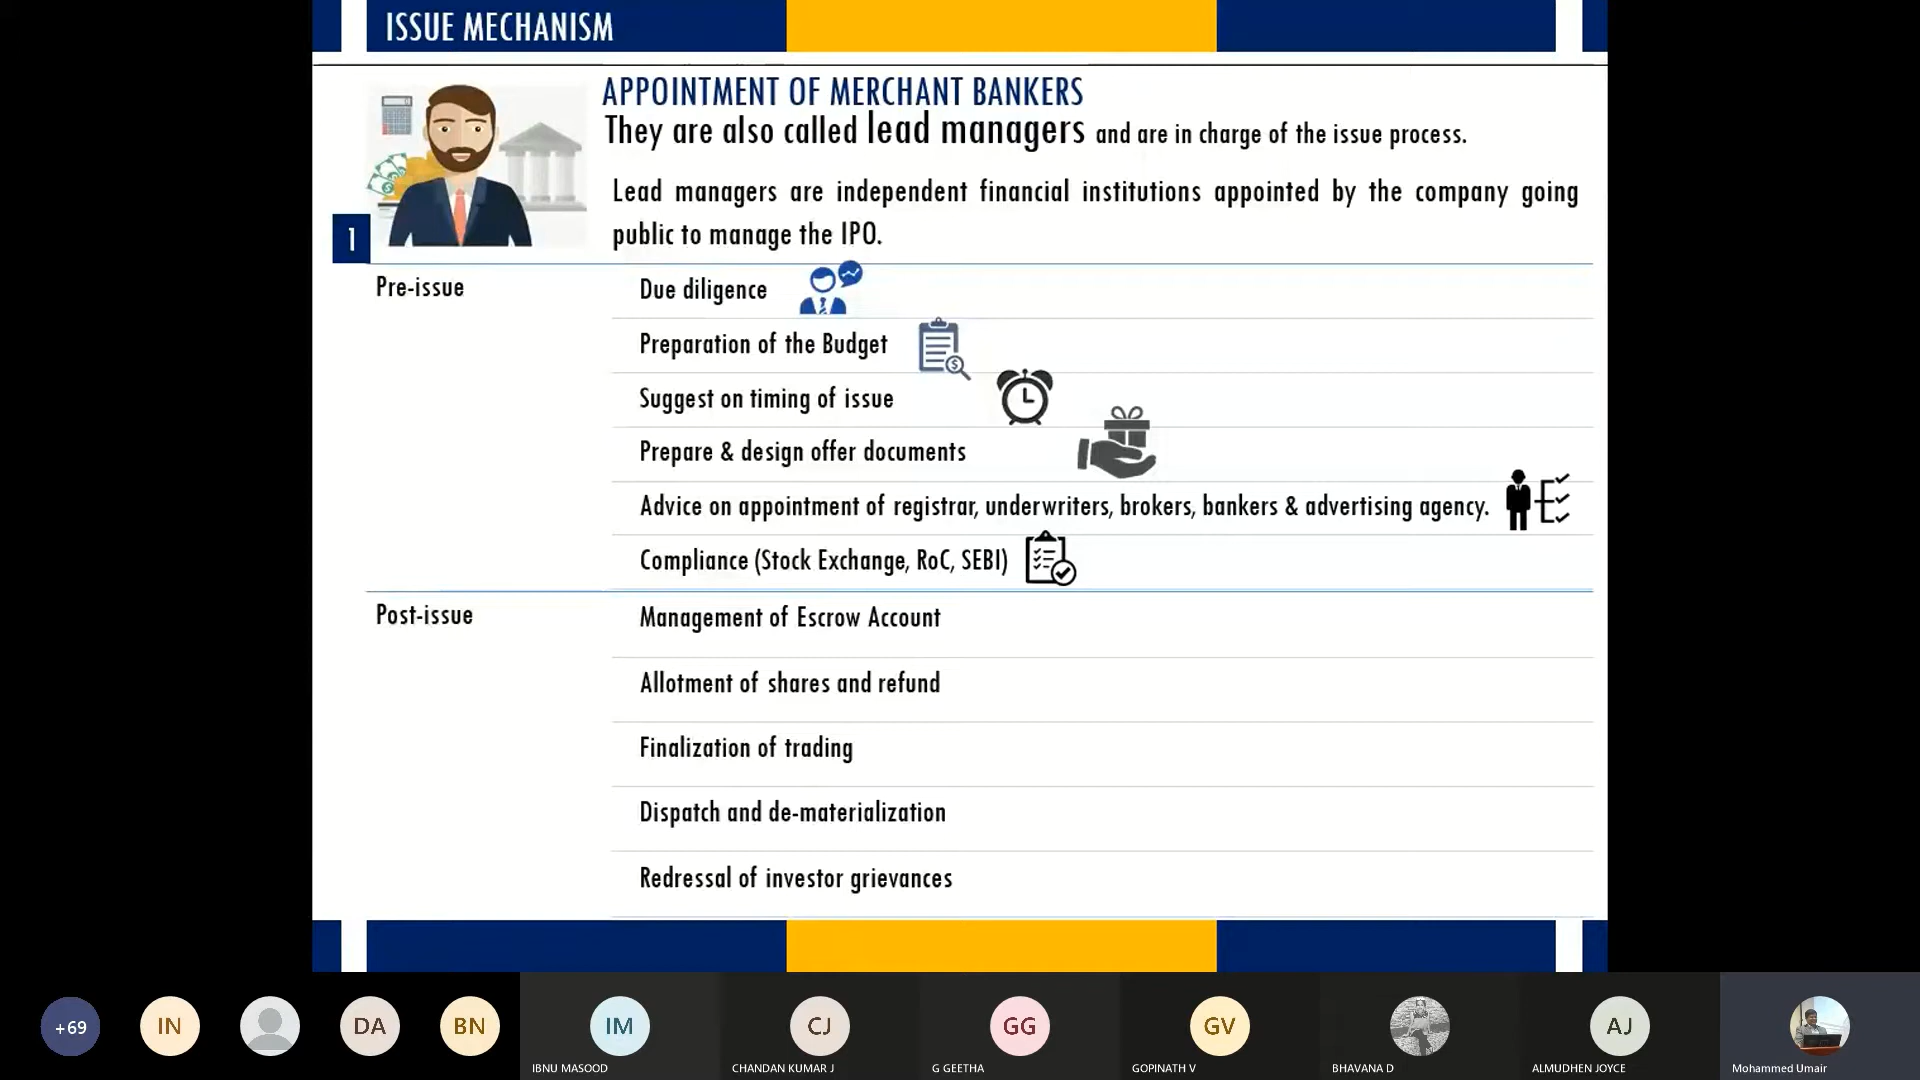 ISSUE MECHANISM
APPOINTMENT OF MERCHANT BANKERS
They are also called lead managers and are in charge of the issue process.
Lead managers are independent financial institutions appointed by the company going
public to manage the IPO.
1
Pre-issue
Due diligence
Preparation of the Budget
Suggest on timing of issue
Prepare & design offer documents
Advice on appointment of registrar, underwriters, brokers, bankers & advertising agency.
Compliance (Stock Exchange, RoC, SEBI)
Post-issue
Management of Escrow Account
Allotment of shares and refund
Finalization of trading
Dispatch and de-materialization
Redressal of investor grievances
+69
IN
DA
BN
IM
CJ
GG
GV
AJ
IBNU MASOOD
CHANDAN KUMAR J
G GEETHA
GOPINATH V
BHAVANA D
ALMUDHEN JOYCE
Mohammed Umair